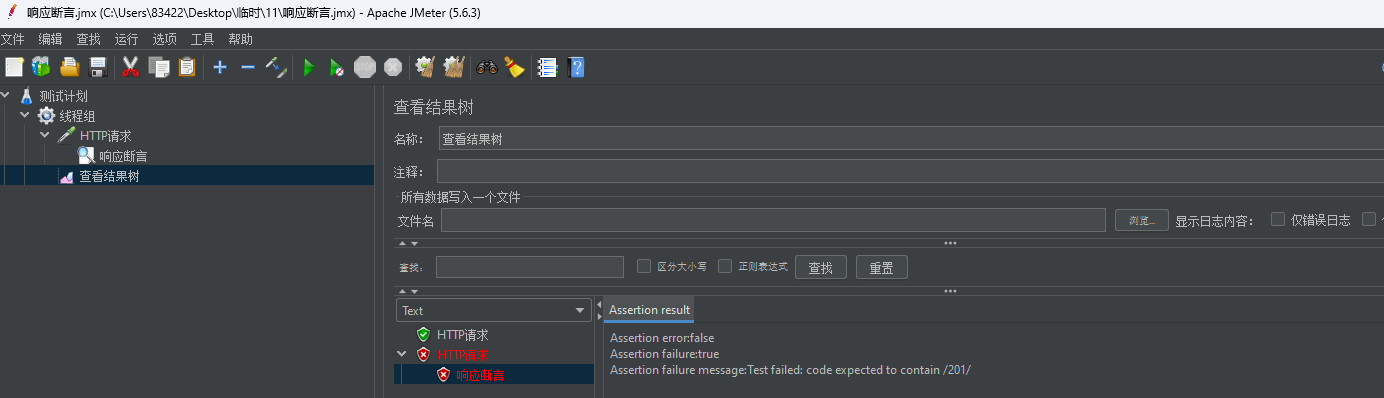 响应断言.jmx (C:\Users\83422\Desktop\临时\11\响应断言.jmx) - Apache JMeter (5.6.3)
文件 编辑 查找 运行 选项 工具 帮助
STOP
测试计划
线程组
HTTP请求
响应断言
查看结果树
查看结果树
名称: 查看结果树
注释:
所有数据写入一个文件
文件名 浏览... 显示日志内容: 仅错误日志
查找: 区分大小写 正则表达式 查找 重置
Text
HTTP请求
HTTP请求
响应断言
Assertion result
Assertion error:false
Assertion failure:true
Assertion failure message:Test failed: code expected to contain /201/